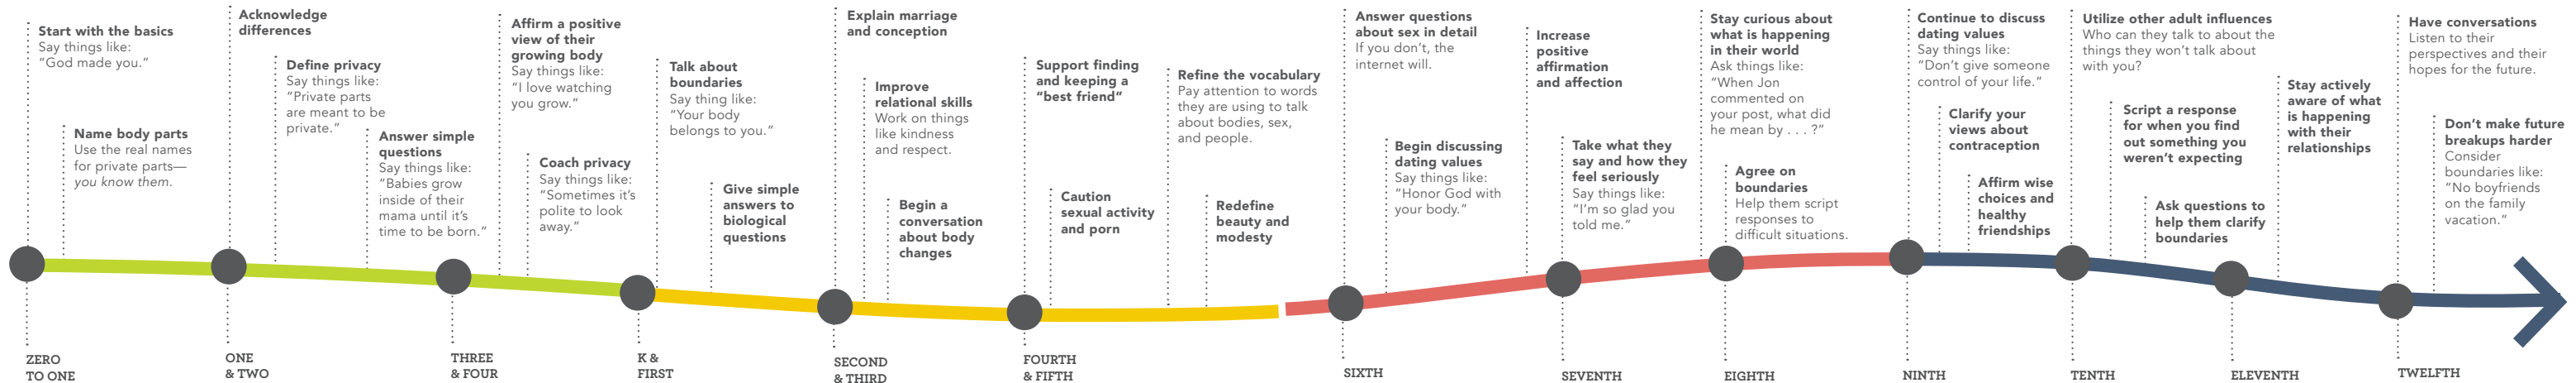 Start with the basics
Say things like:
“God made you.”
Name body parts
Use the real names
for private parts—
you know them.
Acknowledge
differences
Define privacy
Say things like:
“Private parts
are meant to be
private.”
Answer simple
questions
Say things like:
“Babies grow
inside of their
mama until it’s
time to be born.”
Affirm a positive
view of their
growing body
Say things like:
“I love watching
you grow.”
Coach privacy
Say things like:
“Sometimes it’s
polite to look
away.”
Talk about
boundaries
Say thing like:
“Your body
belongs to you.”
Give simple
answers to
biological
questions
Explain marriage
and conception
Improve
relational skills
Work on things
like kindness
and respect.
Begin a
conversation
about body
changes
Support finding
and keeping a
“best friend”
Caution
sexual activity
and porn
Refine the vocabulary
Pay attention to words
they are using to talk
about bodies, sex,
and people.
Redefine
beauty and
modesty
Answer questions
about sex in detail
If you don’t, the
internet will.
Begin discussing
dating values
Say things like:
“Honor God with
your body.”
Increase
positive
affirmation
and affection
Take what they
say and how they
feel seriously
Say things like:
“I’m so glad you
told me.”
Stay curious about
what is happening
in their world
Ask things like:
“When Jon
commented on
your post, what did
he mean by . . . ?”
Agree on
boundaries
Help them script
responses to
difficult situations.
Continue to discuss
dating values
Say things like:
“Don’t give someone
control of your life.”
Clarify your
views about
contraception
Affirm wise
choices and
healthy
friendships
Utilize other adult influences
Who can they talk to about the
things they won’t talk about
with you?
Script a response
for when you find
out something you
weren’t expecting
Ask questions to
help them clarify
boundaries
Stay actively
aware of what
is happening
with their
relationships
Have conversations
Listen to their
perspectives and their
hopes for the future.
Don’t make future
breakups harder
Consider
boundaries like:
“No boyfriends
on the family
vacation.”
ZERO
TO ONE
ONE
& TWO
THREE
& FOUR
K &
FIRST
SECOND
& THIRD
FOURTH
& FIFTH
SIXTH
SEVENTH
EIGHTH
NINTH
TENTH
ELEVENTH
TWELFTH